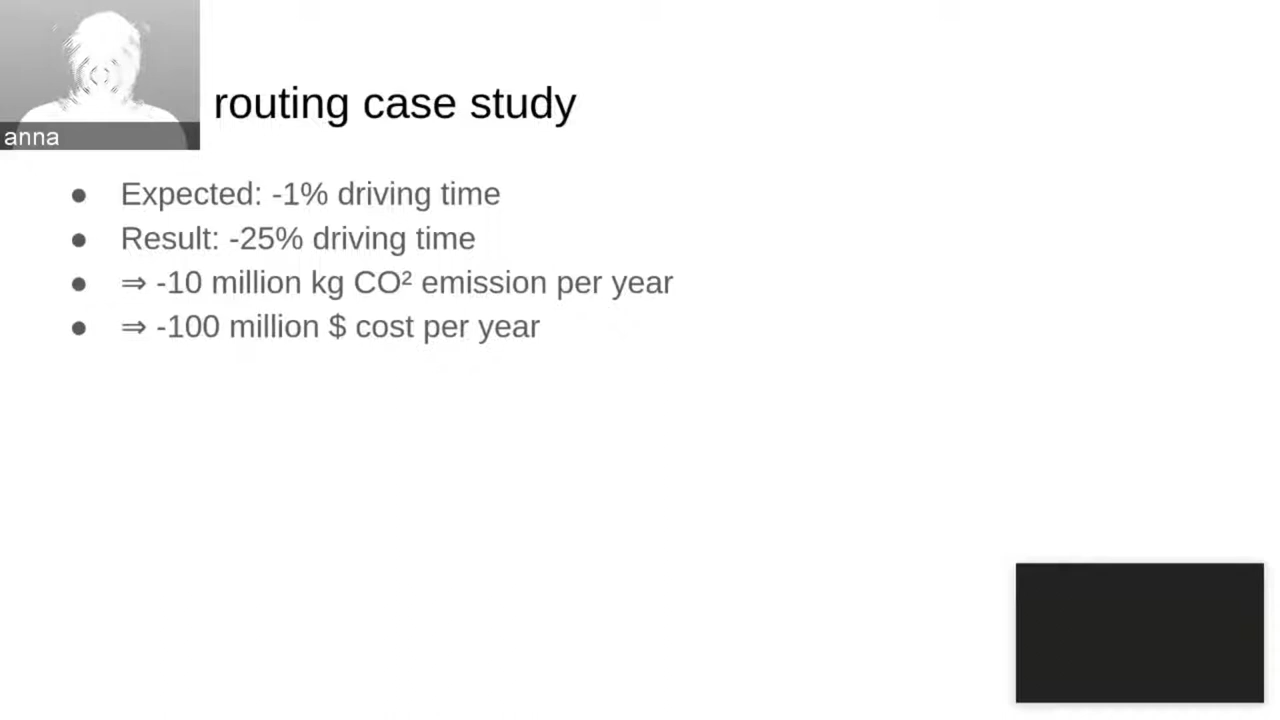 anna
routing case study
● Expected: -1% driving time
● Result: -25% driving time
● ⇒ -10 million kg CO² emission per year
● ⇒ -100 million $ cost per year